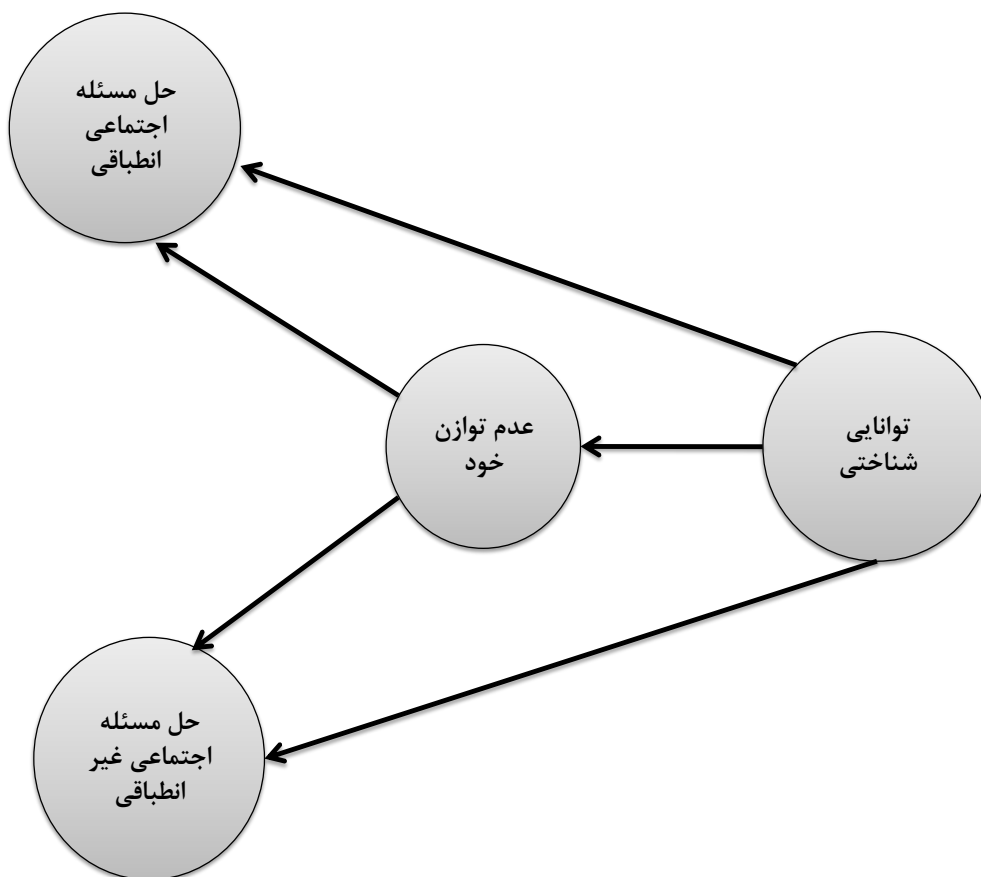 حل مسئله
اجتماعی
انطباقی
توانایی
شناختی
عدم توازن
خود
حل مسئله
اجتماعی غیر
انطباقی